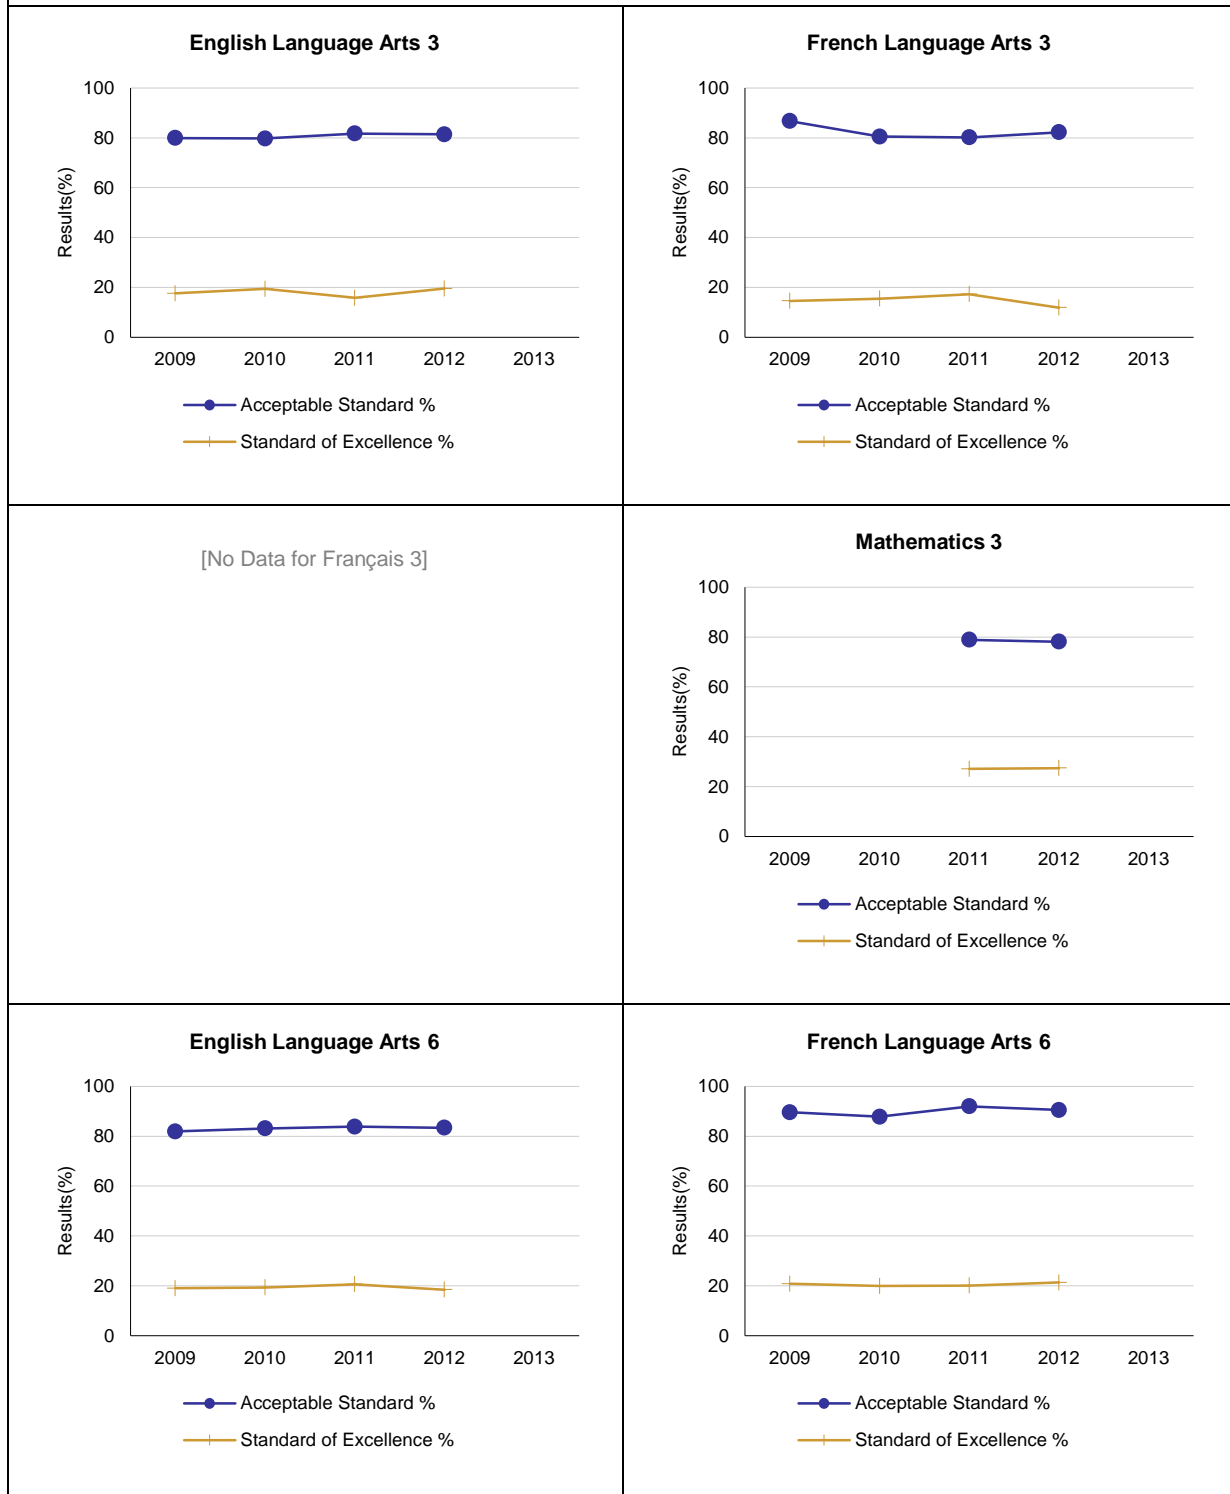 English Language Arts 3
100
80
60
40
20
0
Results(%)
2009 2010 2011 2012 2013
Acceptable Standard %
Standard of Excellence %
French Language Arts 3
100
80
60
40
20
0
Results(%)
2009 2010 2011 2012 2013
Acceptable Standard %
Standard of Excellence %
[No Data for Français 3]
Mathematics 3
100
80
60
40
20
0
Results(%)
2009 2010 2011 2012 2013
Acceptable Standard %
Standard of Excellence %
English Language Arts 6
100
80
60
40
20
0
Results(%)
2009 2010 2011 2012 2013
Acceptable Standard %
Standard of Excellence %
French Language Arts 6
100
80
60
40
20
0
Results(%)
2009 2010 2011 2012 2013
Acceptable Standard %
Standard of Excellence %